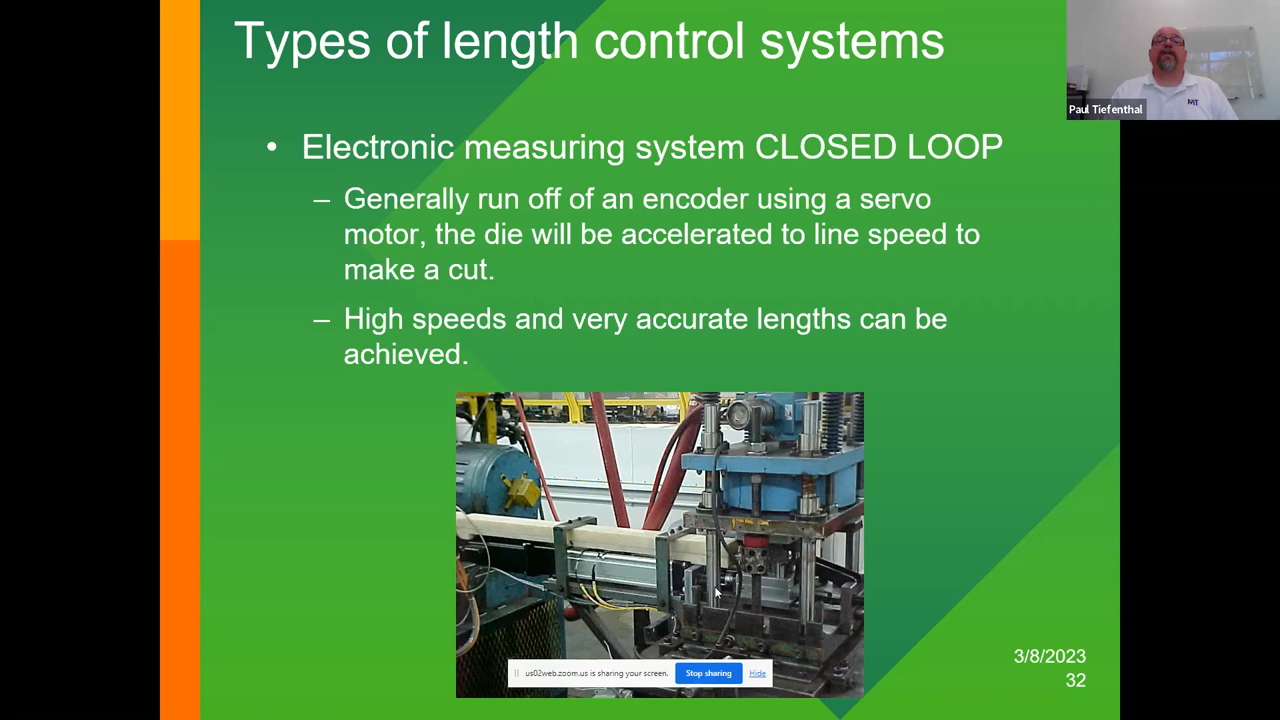 Types of length control systems
Paul Tiefenthal
• Electronic measuring system CLOSED LOOP
– Generally run off of an encoder using a servo
motor, the die will be accelerated to line speed to
make a cut.
– High speeds and very accurate lengths can be
achieved.
us02web.zoom.us is sharing your screen.
Stop sharing
Hide
3/8/2023
32